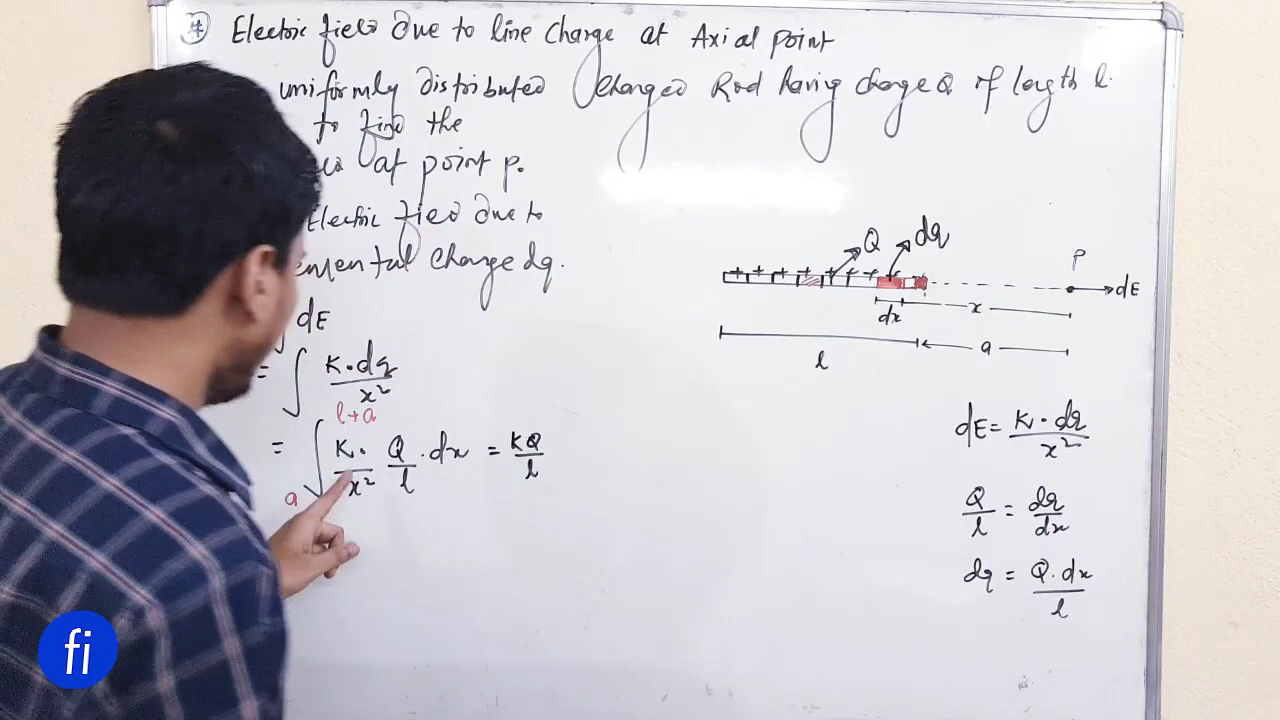 # Electric field Due to line charge at Axial point
uniformly distributed charged Rod having charge Q of length l.
to find the
at point p.
Electric field due to
emental charge dq.
dE
= ∫ K·dq / x²
= ∫ₐ^(l+a) K·/x² Q/l · dx = KQ/l
Q dq
+ + + + + + + +
P
dE
dx x
l a
dE = K·dq / x²
Q/l = dq/dx
dq = Q·dx / l
fi